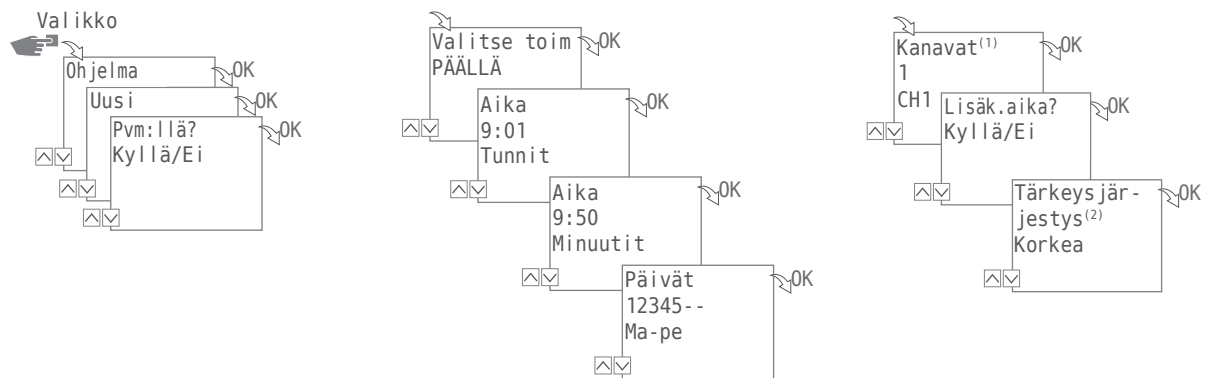 Valikko
Ohjelma
OK
Uusi
OK
Pvm:llä?
OK
Kyllä/Ei
Valitse toim
OK
PÄÄLLÄ
Aika
OK
9:01
Tunnit
Aika
OK
9:50
Minuutit
Päivät
OK
12345--
Ma-pe
Kanavat(1)
OK
1
CH1
Lisäk.aika?
OK
Kyllä/Ei
Tärkeysjär-
OK
jestys(2)
Korkea